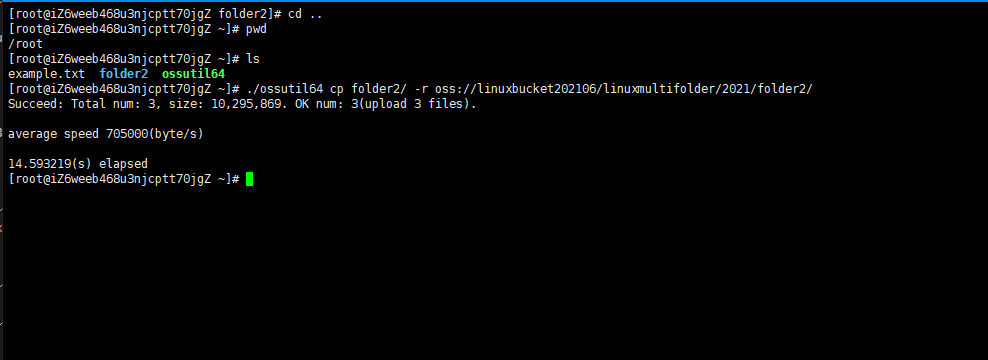 [root@iZ6weeb468u3njcptt70jgZ folder2]# cd ..
[root@iZ6weeb468u3njcptt70jgZ ~]# pwd
/root
[root@iZ6weeb468u3njcptt70jgZ ~]# ls
example.txt  folder2  ossutil64
[root@iZ6weeb468u3njcptt70jgZ ~]# ./ossutil64 cp folder2/ -r oss://linuxbucket202106/linuxmultifolder/2021/folder2/
Succeed: Total num: 3, size: 10,295,869. OK num: 3(upload 3 files).
average speed 705000(byte/s)
14.593219(s) elapsed
[root@iZ6weeb468u3njcptt70jgZ ~]#